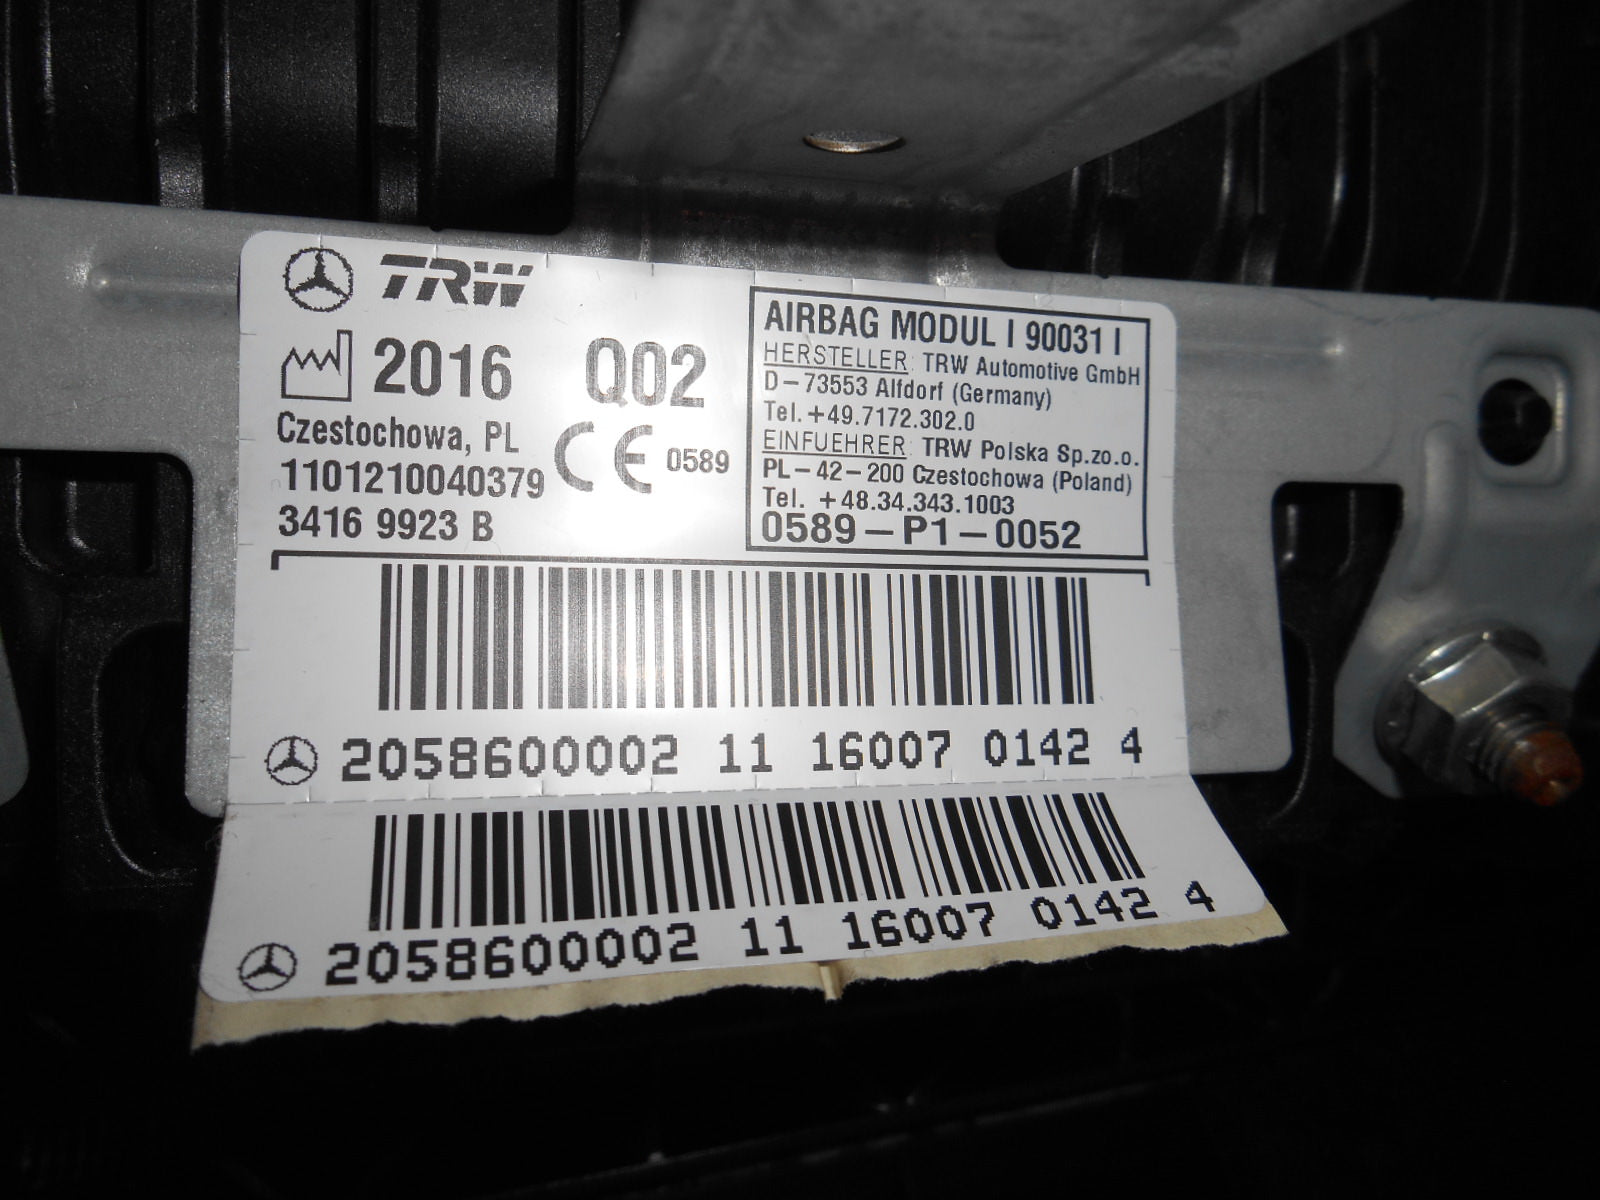 TRW
2016 Q02
Czestochowa, PL
1101210040379
CE 0589
3416 9923 B
AIRBAG MODUL I 90031 I
HERSTELLER: TRW Automotive GmbH
D-73553 Alfdorf (Germany)
Tel. +49.7172.302.0
EINFUEHRER: TRW Polska Sp.zo.o.
PL-42-200 Czestochowa (Poland)
Tel. +48.34.343.1003
0589-P1-0052
2058600002 11 16007 0142 4
2058600002 11 16007 0142 4